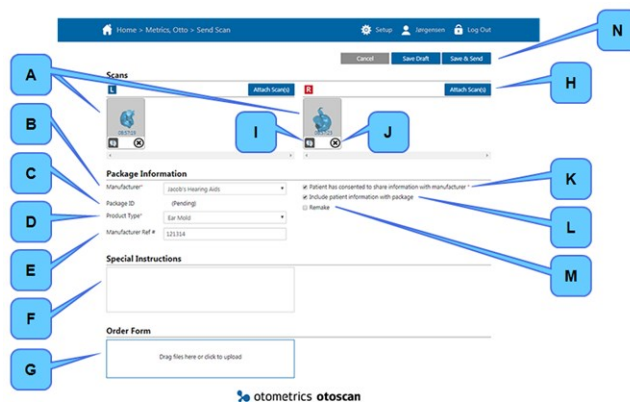 Home > Metrics, Otto > Send Scan
Setup
Jørgensen
Log Out
N
Cancel
Save Draft
Save & Send
A
Scans
L
Attach Scan(s)
R
Attach Scan(s)
H
B
I
J
C
Package Information
Manufacturer*
Jacob's Hearing Aids
Patient has consented to share information with manufacturer *
K
Package ID
(Pending)
Include patient information with package
D
Product Type*
Ear Mold
Remake
L
Manufacturer Ref #
121314
E
M
Special Instructions
F
Order Form
G
Drag files here or click to upload
otometrics otoscan